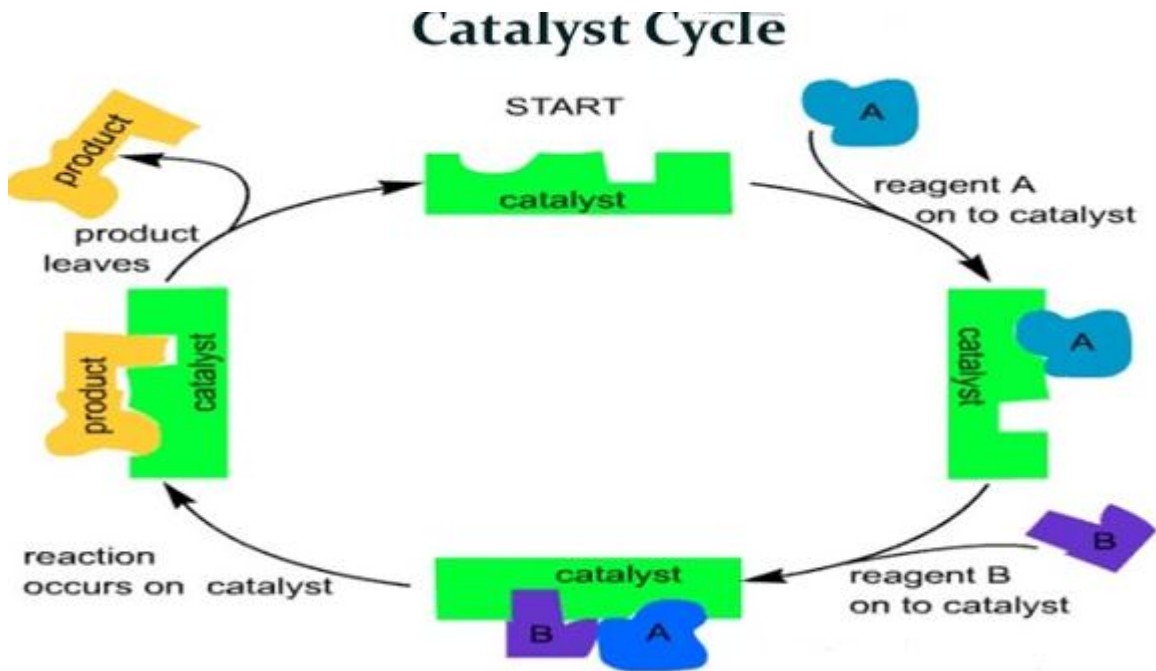 Catalyst Cycle
START
catalyst
A
reagent A
on to catalyst
catalyst
A
B
reagent B
on to catalyst
catalyst
B
A
reaction
occurs on catalyst
product
catalyst
product
leaves
product